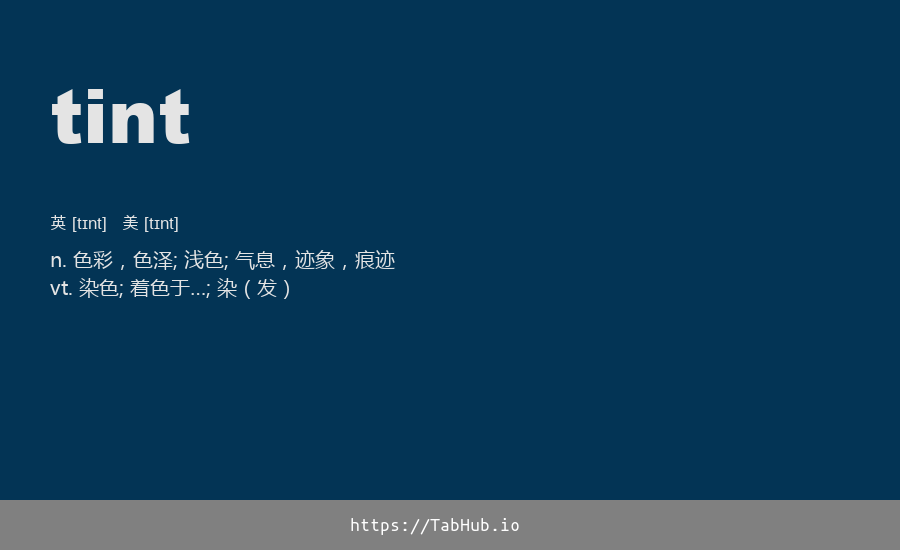 tint
英 [tɪnt] 美 [tɪnt]
n. 色彩，色泽; 浅色; 气息，迹象，痕迹
vt. 染色; 着色于...; 染（发）
https://TabHub.io